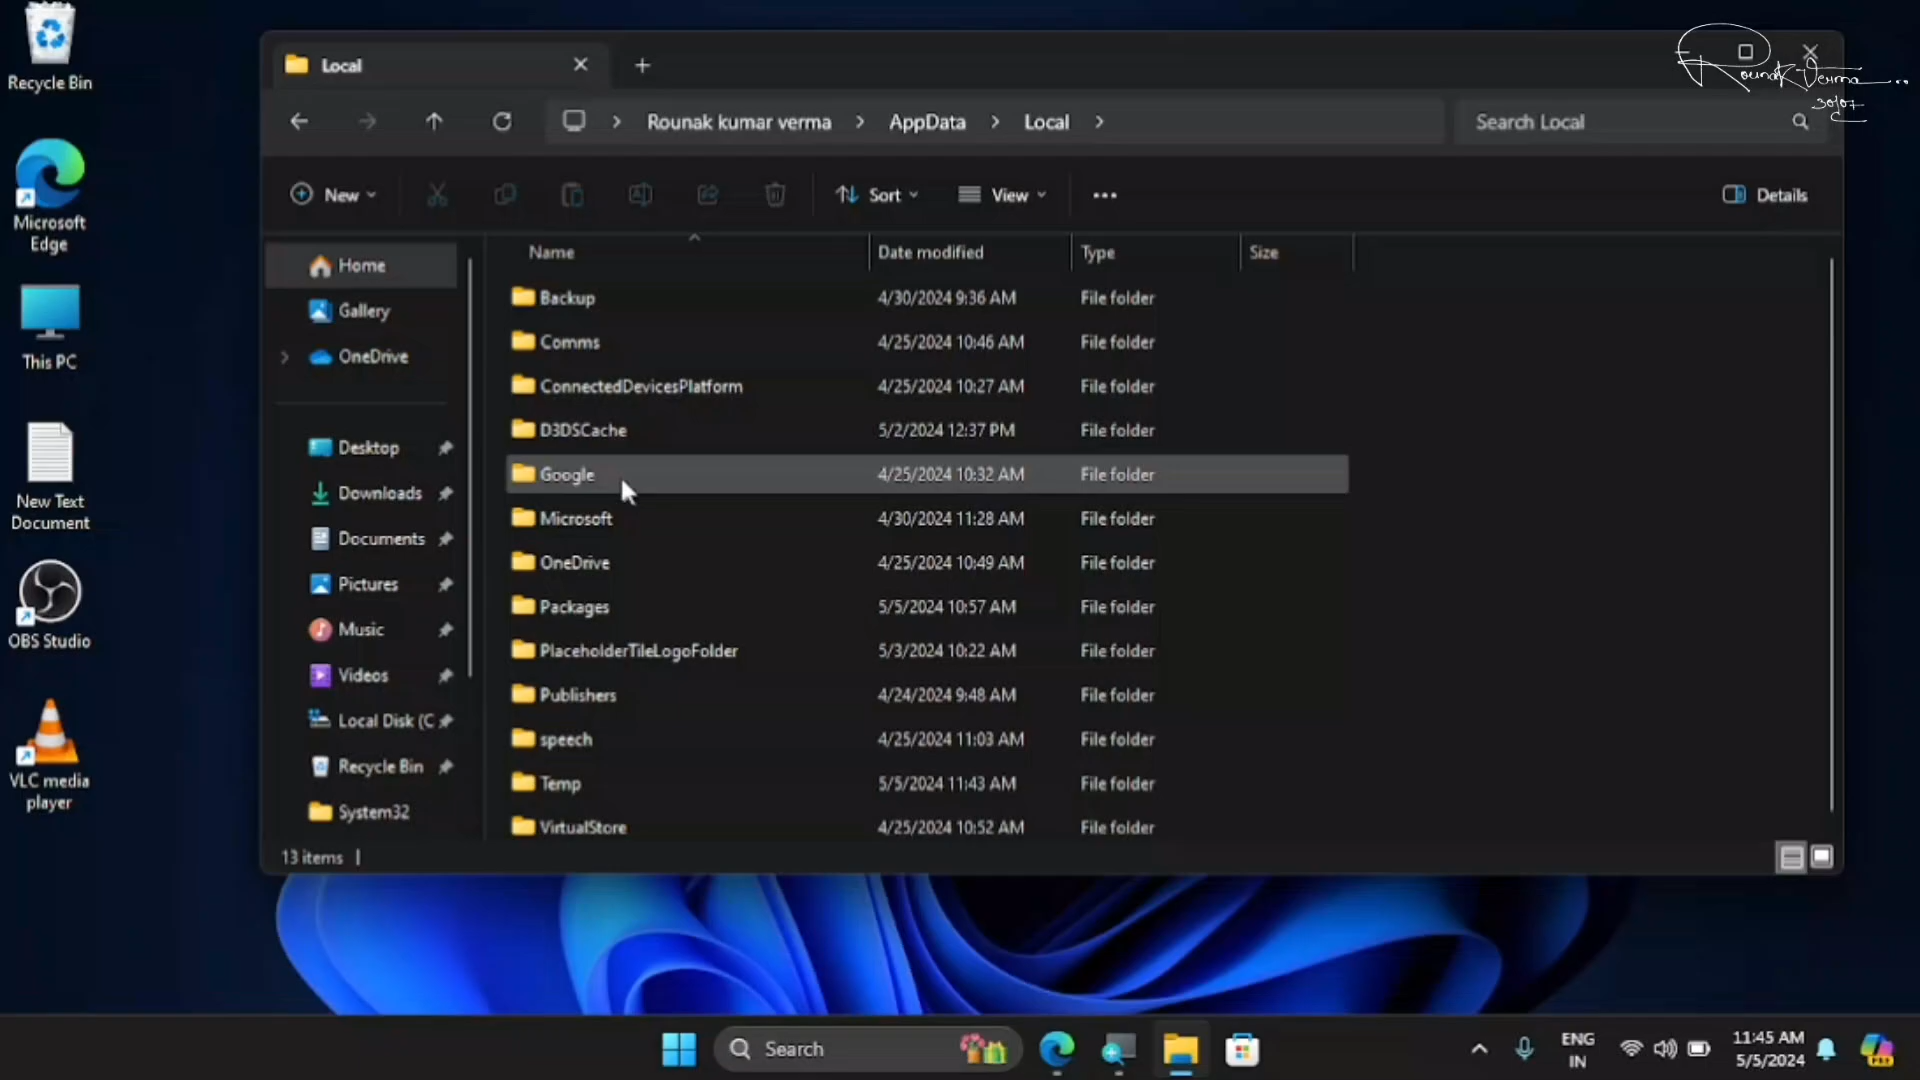 Recycle Bin
Microsoft
Edge
This PC
New Text
Document
OBS Studio
VLC media
player
Local
Rounak Verma
30/07
Rounak kumar verma > AppData > Local >
Search Local
New
Sort
View
Details
Home
Gallery
OneDrive
Desktop
Downloads
Documents
Pictures
Music
Videos
Local Disk (C
Recycle Bin
System32
Name Date modified Type Size
Backup 4/30/2024 9:36 AM File folder
Comms 4/25/2024 10:46 AM File folder
ConnectedDevicesPlatform 4/25/2024 10:27 AM File folder
D3DSCache 5/2/2024 12:37 PM File folder
Google 4/25/2024 10:32 AM File folder
Microsoft 4/30/2024 11:28 AM File folder
OneDrive 4/25/2024 10:49 AM File folder
Packages 5/5/2024 10:57 AM File folder
PlaceholderTileLogoFolder 5/3/2024 10:22 AM File folder
Publishers 4/24/2024 9:48 AM File folder
speech 4/25/2024 11:03 AM File folder
Temp 5/5/2024 11:43 AM File folder
VirtualStore 4/25/2024 10:52 AM File folder
13 items
Search
ENG
IN
11:45 AM
5/5/2024